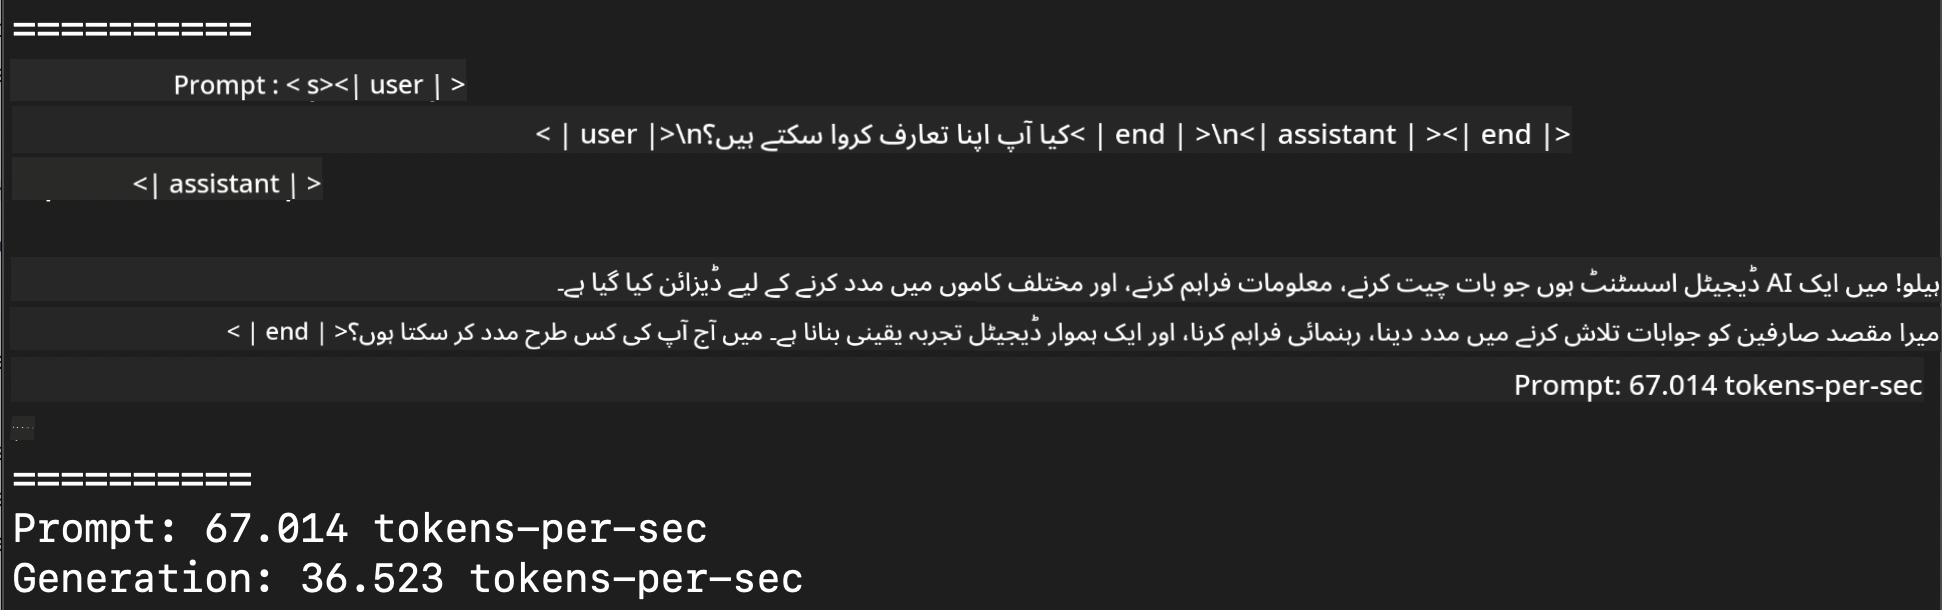 ==========
Prompt : < s><| user | >
< | user |>\nکیا آپ اپنا تعارف کروا سکتے ہیں؟< | end | >\n<| assistant | ><| end |>
<| assistant | >
ہیلو! میں ایک AI ڈیجیٹل اسسٹنٹ ہوں جو بات چیت کرنے، معلومات فراہم کرنے، اور مختلف کاموں میں مدد کرنے کے لیے ڈیزائن کیا گیا ہے۔
میرا مقصد صارفین کو جوابات تلاش کرنے میں مدد دینا، رہنمائی فراہم کرنا، اور ایک ہموار ڈیجیٹل تجربہ یقینی بنانا ہے۔ میں آج آپ کی کس طرح مدد کر سکتا ہوں؟< | end | >
Prompt: 67.014 tokens-per-sec
==========
Prompt: 67.014 tokens-per-sec
Generation: 36.523 tokens-per-sec